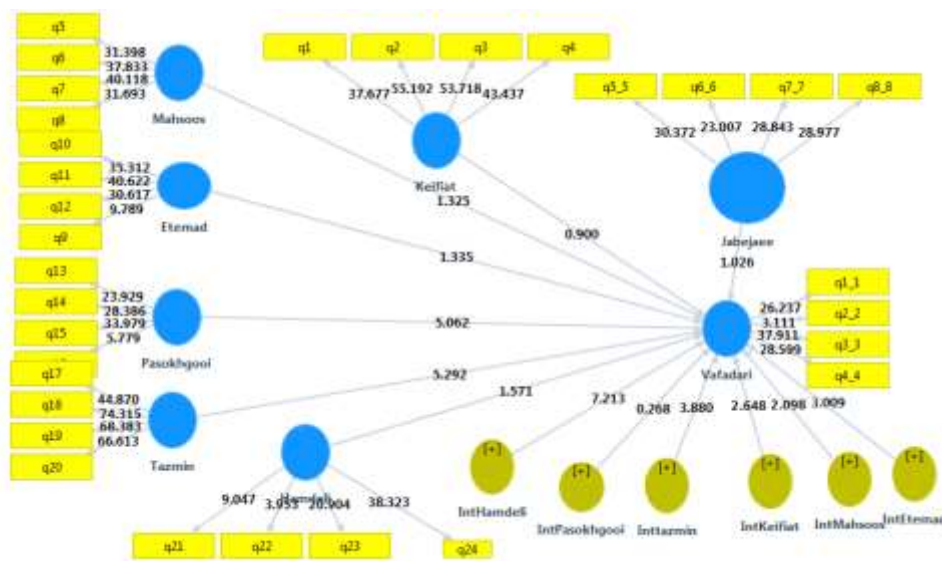 q5
q6
q7
q8
31.398
37.833
40.118
31.693
Mahsoos
q1
q2
q3
q4
37.677
55.192
53.718
43.437
Keifiat
q5_5
q6_6
q7_7
q8_8
30.372
23.007
28.843
28.977
Jabejaee
q10
q11
q12
q9
35.312
40.622
30.617
9.789
Etemad
1.325
0.900
1.026
1.335
q13
q14
q15
23.929
28.386
33.979
5.779
Pasokhgooi
5.062
q1_1
q2_2
q3_3
q4_4
26.237
3.111
37.911
28.599
Vafadari
q17
q18
q19
q20
44.870
74.315
68.383
66.613
Tazmin
5.292
1.571
7.213
0.268
3.880
2.648
2.098
3.009
Hamdeli
9.047
3.953
20.904
38.323
q21
q22
q23
q24
[+]
[+]
[+]
[+]
[+]
[+]
IntHamdeli
IntPasokhgooi
Inttazmin
IntKeifiat
IntMahsoos
IntEtemad